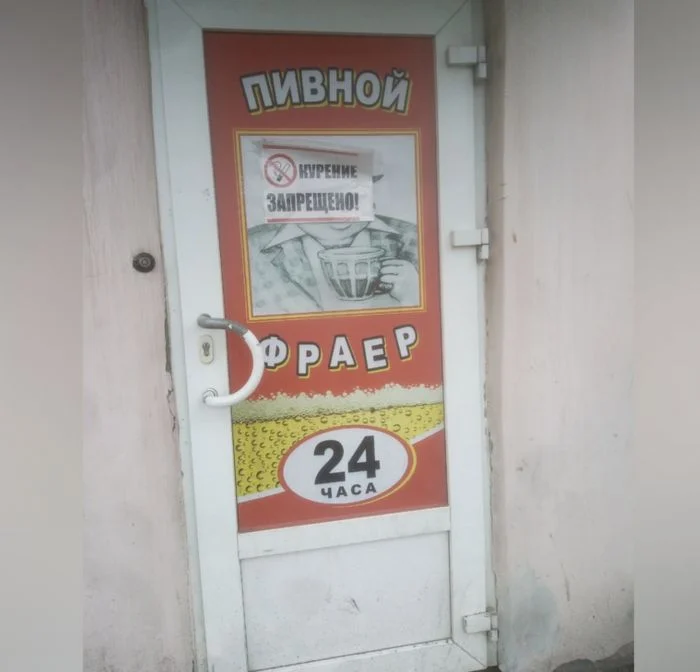 ПИВНОЙ
КУРЕНИЕ
ЗАПРЕЩЕНО!
ФРАЕР
24
ЧАСА